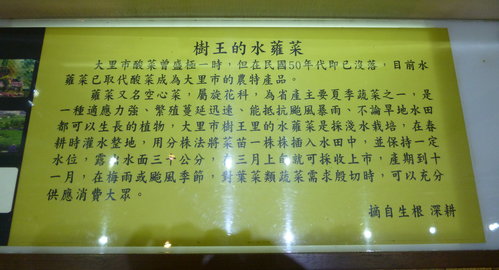 樹王的水蕹菜
大里市酸菜曾盛極一時，但在民國50年代即已沒落，目前水
蕹菜已取代酸菜成為大里市的農特產品。
蕹菜又名空心菜，屬旋花科，為省產主要夏季蔬菜之一，是
一種適應力強、繁殖蔓延迅速、能抵抗颱風暴雨、不論旱地水田
都可以生長的植物，大里市樹王里的水蕹菜是採淺水栽培，在春
耕時灌水整地，用分株法將菜苗一株株插入水田中，並保持一定
水位，露出水面三十公分，在三月上旬就可採收上市，產期到十
一月，在梅雨或颱風季節，對葉菜類蔬菜需求殷切時，可以充分
供應消費大眾。
摘自生根 深耕